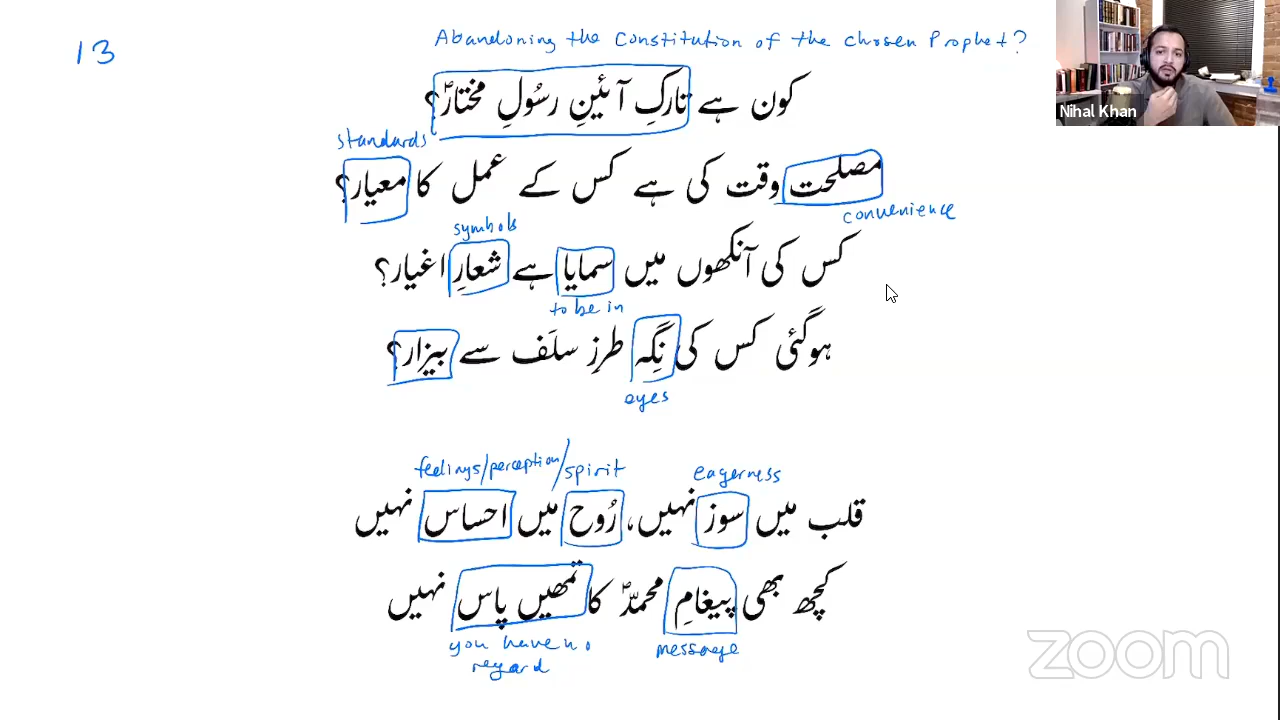 13
Abandoning the Constitution of the chosen Prophet?
Nihal Khan
کون ہے تارکِ آئینِ رسُولِ مختارؐ؟
standards
مصلحت وقت کی ہے کس کے عمل کا معیار؟
convenience
symbols
کس کی آنکھوں میں سمایا ہے شعارِ اغیار؟
to be in
ہوگئی کس کی نِگہ طرزِ سلَف سے بیزار؟
eyes
feelings/perception/spirit eagerness
قلب میں سوز نہیں، رُوح میں احساس نہیں
کچھ بھی پیغامِ محمدؐ کا تمھیں پاس نہیں
you have no regard
message
zoom